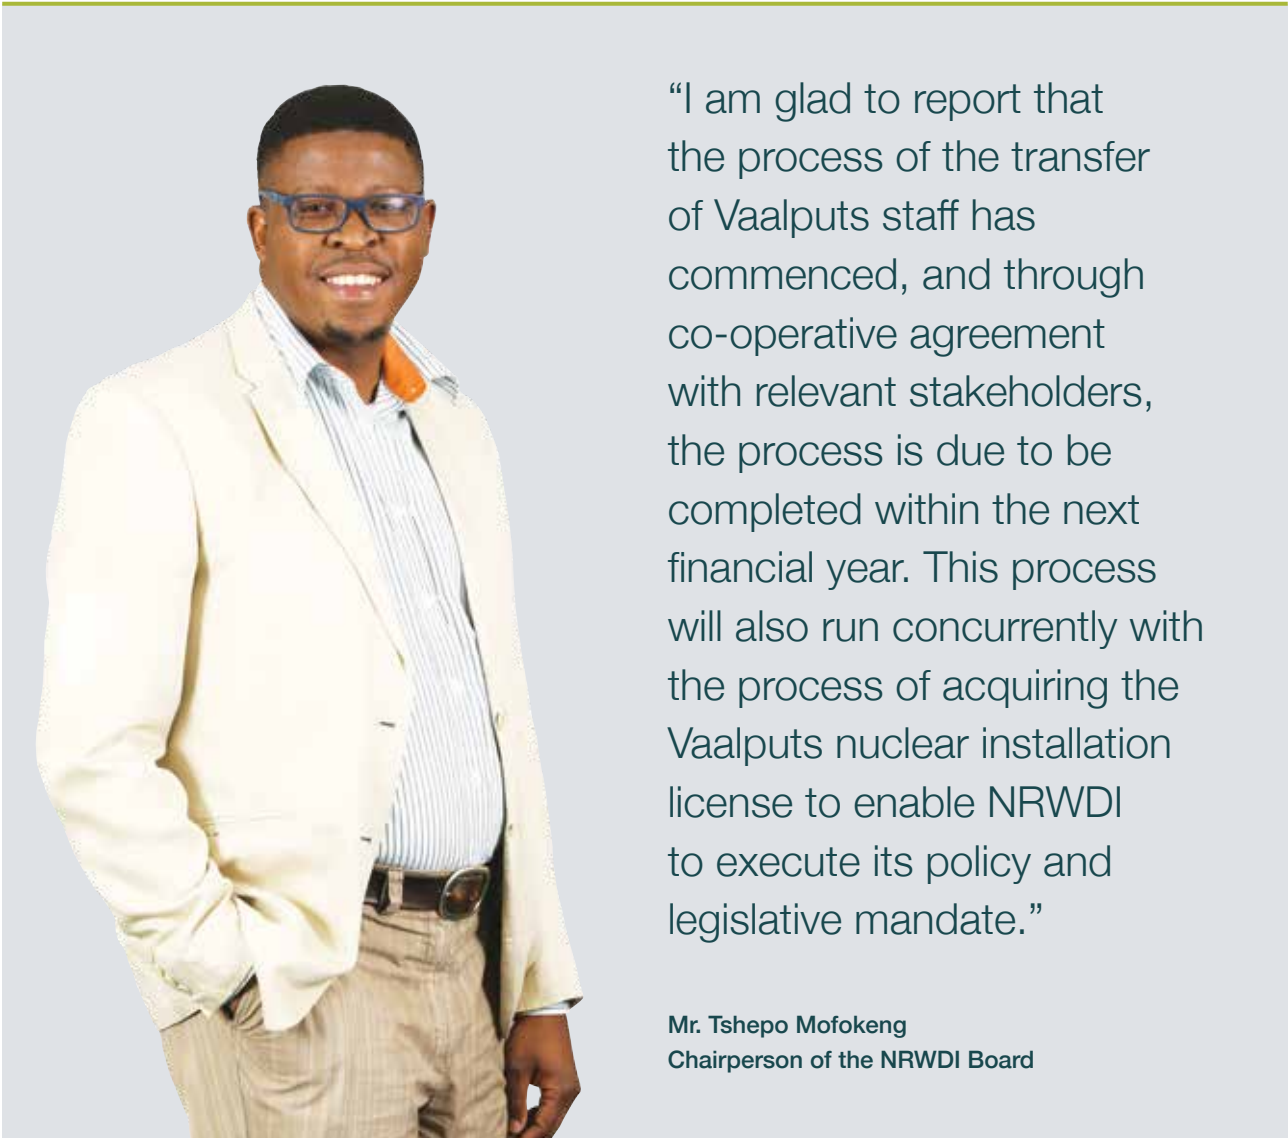 “I am glad to report that
the process of the transfer
of Vaalputs staff has
commenced, and through
co-operative agreement
with relevant stakeholders,
the process is due to be
completed within the next
financial year. This process
will also run concurrently with
the process of acquiring the
Vaalputs nuclear installation
license to enable NRWDI
to execute its policy and
legislative mandate.”
Mr. Tshepo Mofokeng
Chairperson of the NRWDI Board